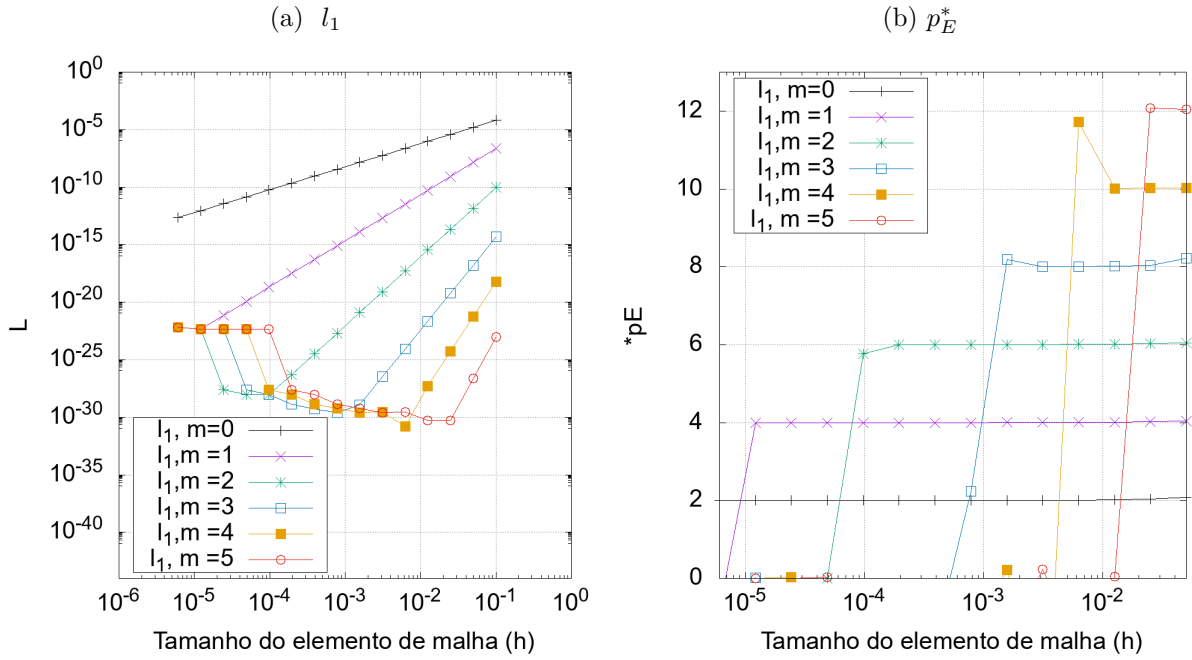 (a) l₁
10⁰
10⁻⁵
10⁻¹⁰
10⁻¹⁵
10⁻²⁰
10⁻²⁵
10⁻³⁰
10⁻³⁵
10⁻⁴⁰
L
l₁, m=0
l₁,m =1
l₁,m =2
l₁,m =3
l₁,m =4
l₁, m =5
10⁻⁶ 10⁻⁵ 10⁻⁴ 10⁻³ 10⁻² 10⁻¹ 10⁰
Tamanho do elemento de malha (h)
(b) p*_E
12
10
8
6
4
2
0
*pE
l₁, m=0
l₁,m =1
l₁,m =2
l₁,m =3
l₁,m =4
l₁, m =5
10⁻⁵ 10⁻⁴ 10⁻³ 10⁻²
Tamanho do elemento de malha (h)